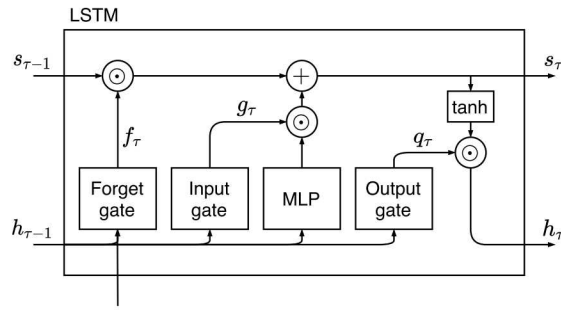 LSTM
s_{τ−1}
s_τ
tanh
g_τ
f_τ
q_τ
Forget gate
Input gate
MLP
Output gate
h_{τ−1}
h_τ